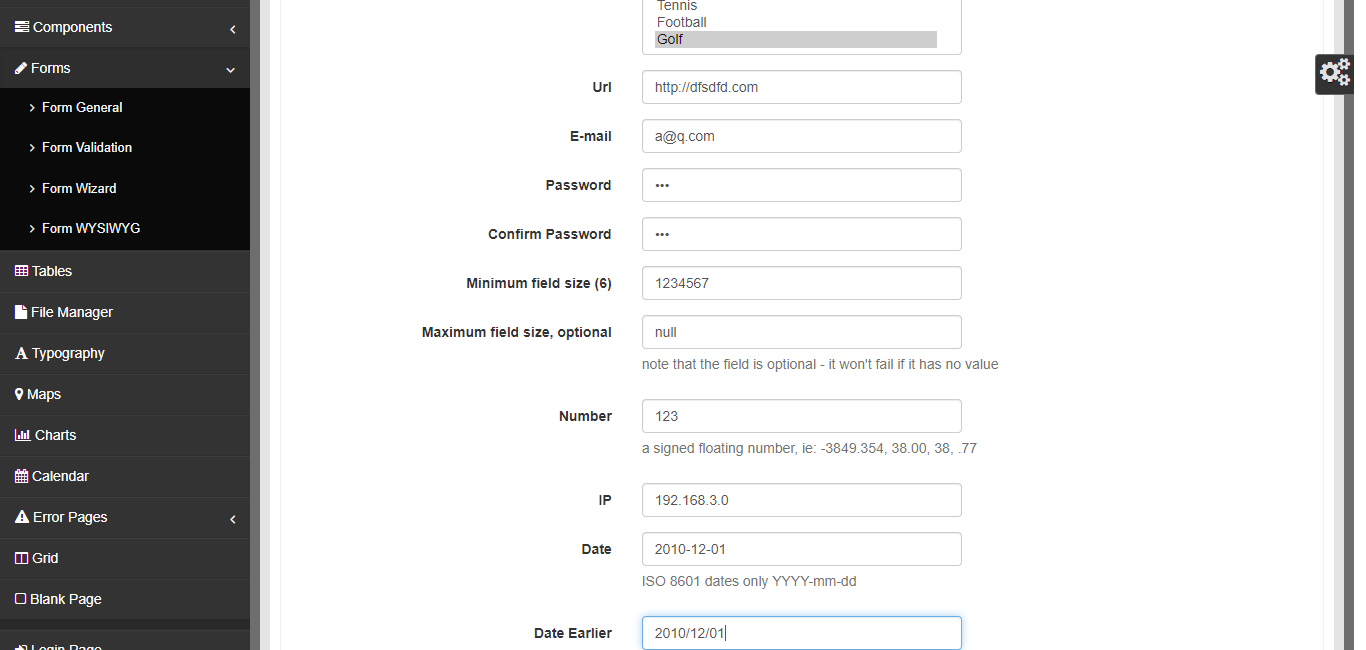 Components
Forms
Form General
Form Validation
Form Wizard
Form WYSIWYG
Tables
File Manager
Typography
Maps
Charts
Calendar
Error Pages
Grid
Blank Page
Login Page
Tennis
Football
Golf
Url http://dfsdfd.com
E-mail a@q.com
Password •••
Confirm Password •••
Minimum field size (6) 1234567
Maximum field size, optional null
note that the field is optional - it won't fail if it has no value
Number 123
a signed floating number, ie: -3849.354, 38.00, 38, .77
IP 192.168.3.0
Date 2010-12-01
ISO 8601 dates only YYYY-mm-dd
Date Earlier 2010/12/01